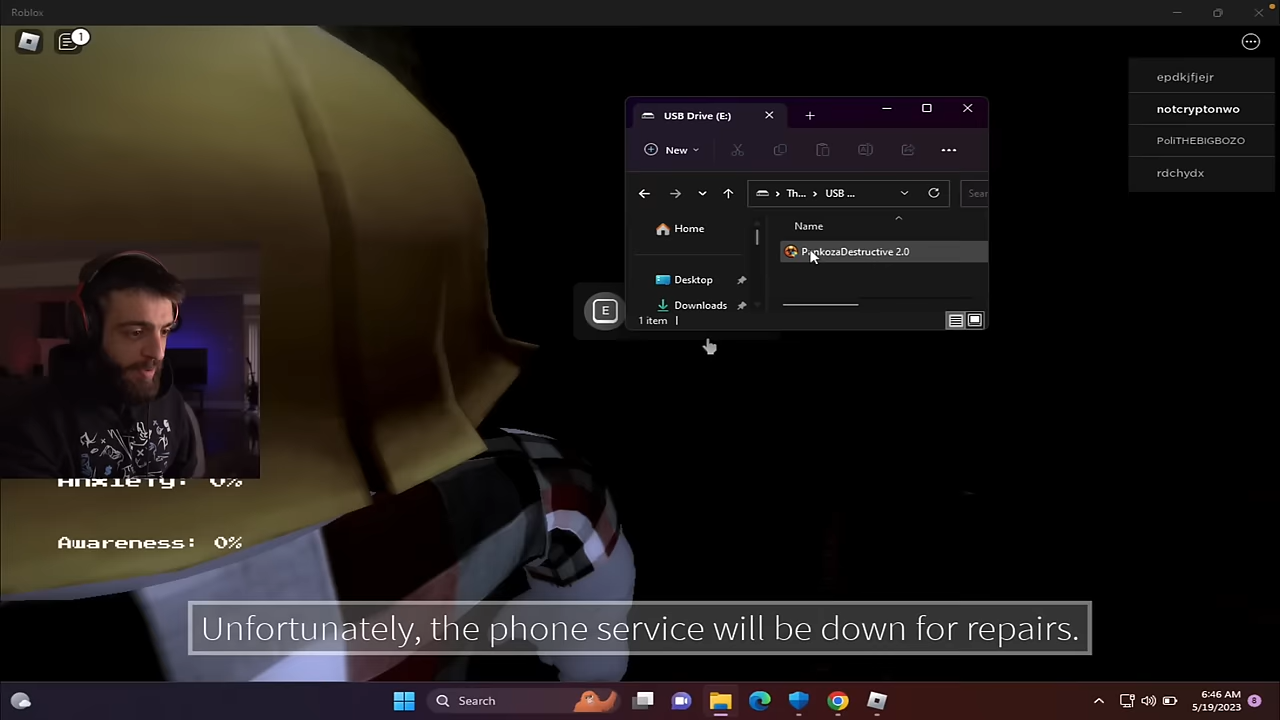 Roblox
1
epdkjfjejr
notcryptonwo
PoliTHEBIGBOZO
rdchydx
USB Drive (E:)
New
Th... > USB ...
Sear
Home
Name
PankozaDestructive 2.0
Desktop
Downloads
1 item
E
Anxiety: 0%
Awareness: 0%
Unfortunately, the phone service will be down for repairs.
Search
6:46 AM
5/19/2023
8